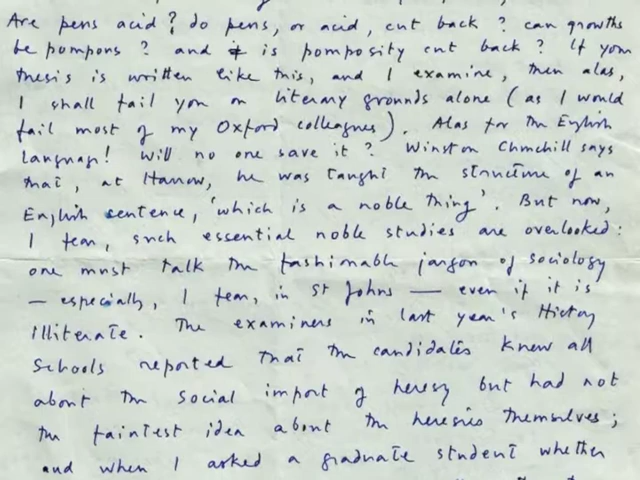 Are pens acid? do pens, or acid, cut back? can growths
be pompons? and is pomposity cut back? If your
thesis is written like this, and I examine, then alas,
I shall fail you on literary grounds alone (as I would
fail most of my Oxford colleagues). Alas for the English
language! Will no one save it? Winston Churchill says
that, at Harrow, he was taught the structure of an
English sentence, 'which is a noble thing'. But now,
I fear, such essential noble studies are overlooked:
one must talk the fashionable jargon of sociology
— especially, I fear, in St Johns — even if it is
illiterate. The examiners in last year's History
Schools reported that the candidates knew all
about the social import of heresy but had not
the faintest idea about the heresies themselves;
and when I asked a graduate student whether